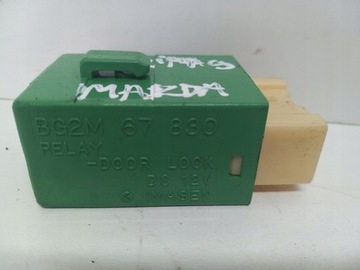 MAZDA
BG2M 67 830
RELAY
-DOOR LOCK
DC 12V